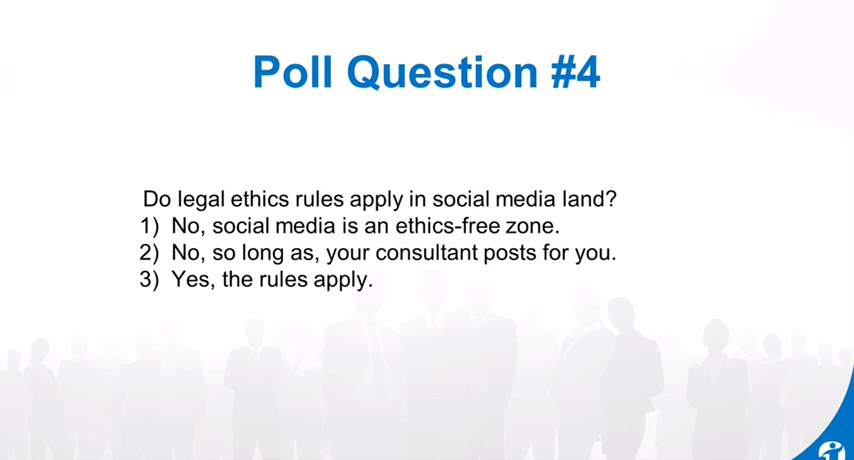 Poll Question #4
Do legal ethics rules apply in social media land?
1) No, social media is an ethics-free zone.
2) No, so long as, your consultant posts for you.
3) Yes, the rules apply.